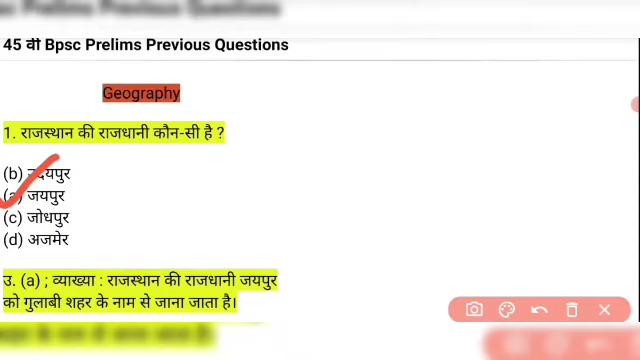 45 वी Bpsc Prelims Previous Questions
Geography
1. राजस्थान की राजधानी कौन-सी है ?
(b) उदयपुर
(a) जयपुर
(c) जोधपुर
(d) अजमेर
उ. (a) ; व्याख्या : राजस्थान की राजधानी जयपुर
को गुलाबी शहर के नाम से जाना जाता है।